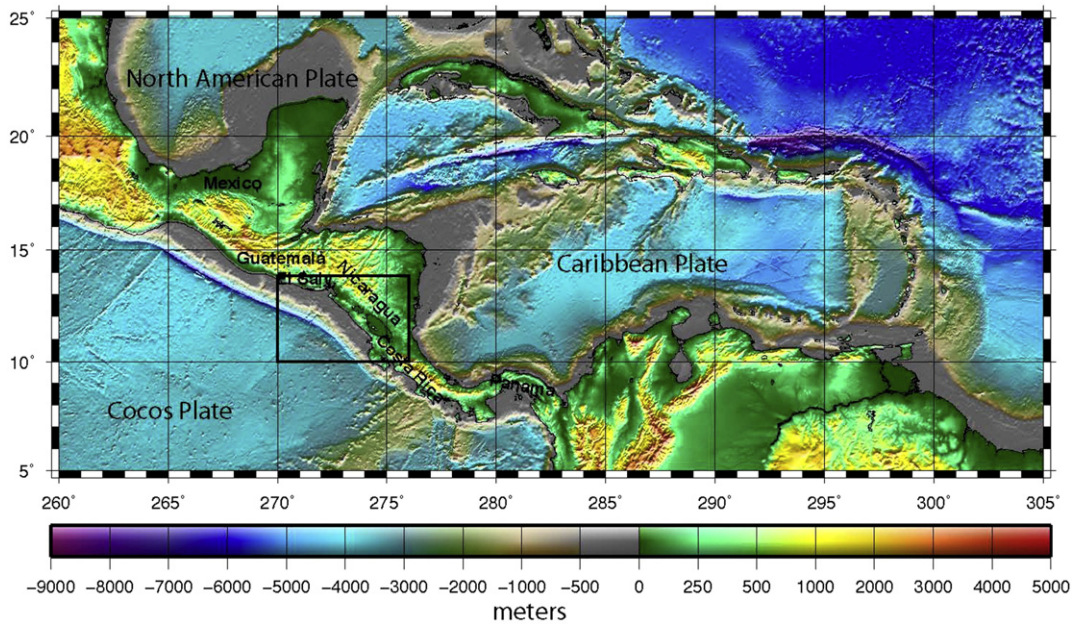 25°
North American Plate
20°
Mexico
15°
Guatemala
El Salv
Nicaragua
Caribbean Plate
10°
Costa Rica
Panama
Cocos Plate
5°
260° 265° 270° 275° 280° 285° 290° 295° 300° 305°
−9000 −8000 −7000 −6000 −5000 −4000 −3000 −2000 −1000 −500 0 250 500 1000 2000 3000 4000 5000
meters